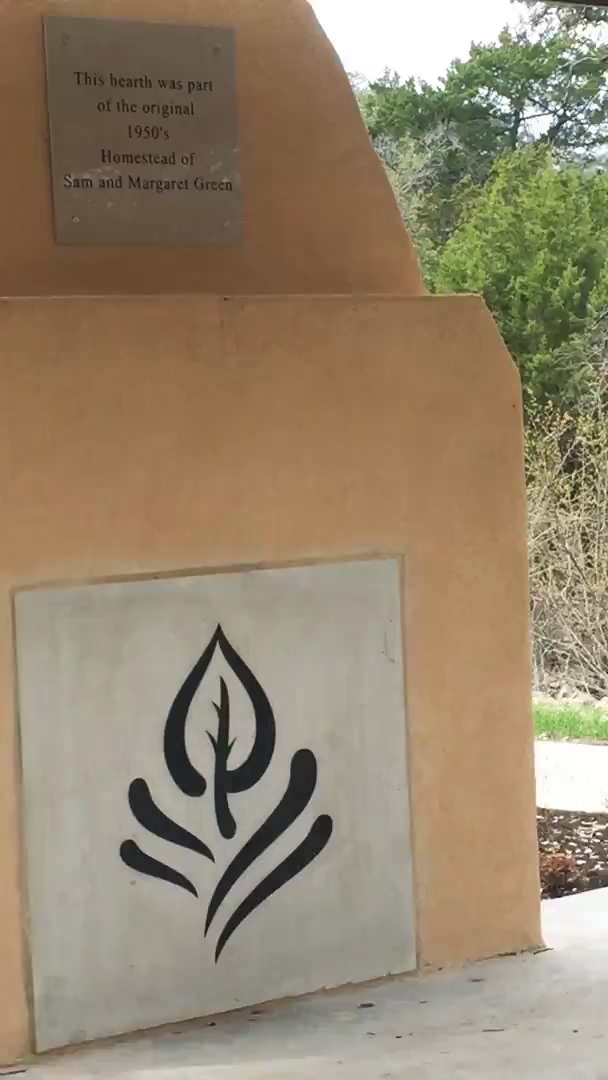 This hearth was part
of the original
1950's
Homestead of
Sam and Margaret Green